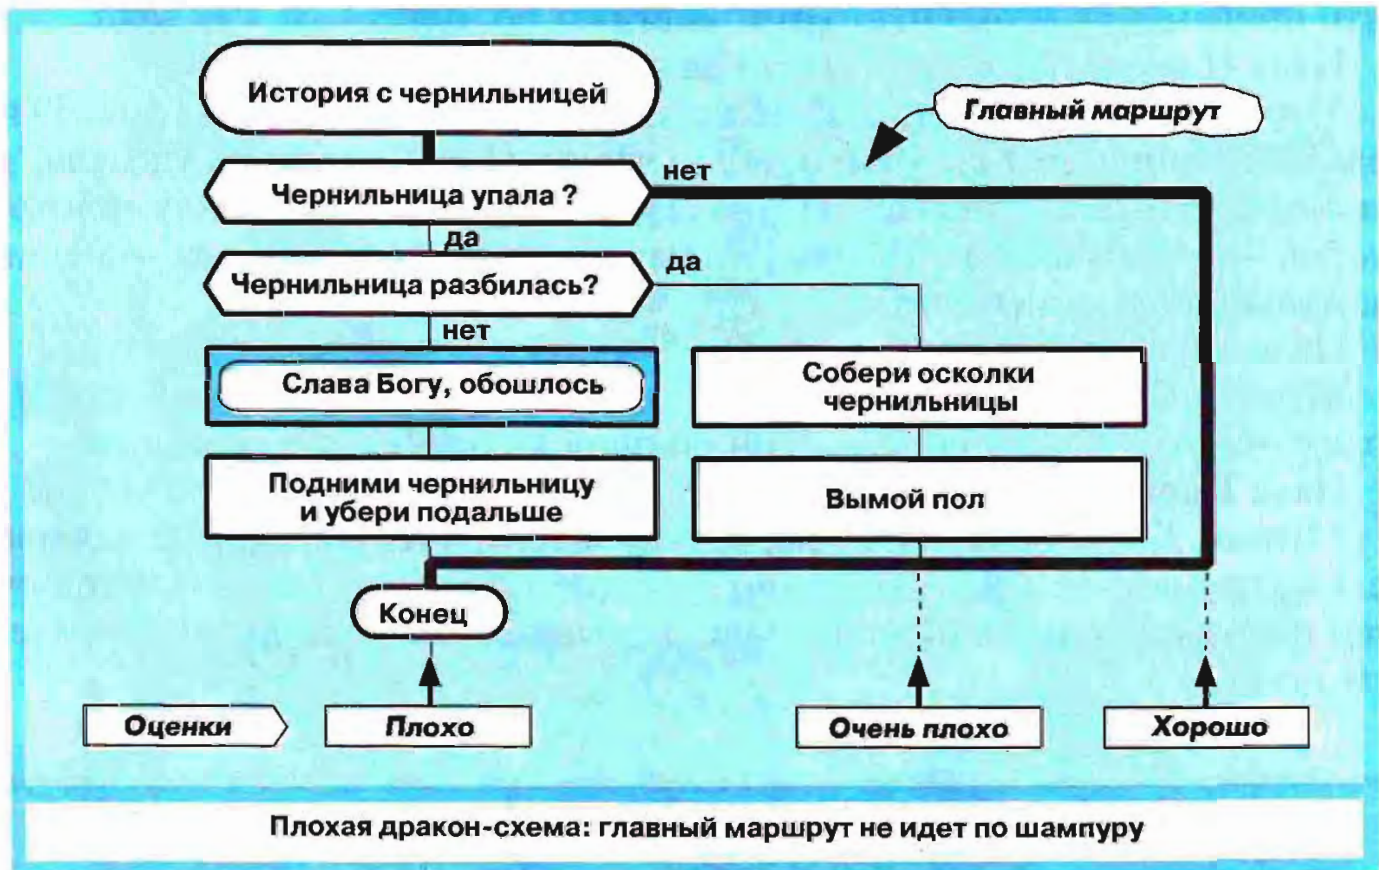 История с чернильницей
Главный маршрут
Чернильница упала ?
нет
да
Чернильница разбилась?
да
нет
Слава Богу, обошлось
Собери осколки
чернильницы
Подними чернильницу
и убери подальше
Вымой пол
Конец
Оценки
Плохо
Очень плохо
Хорошо
Плохая дракон-схема: главный маршрут не идет по шампуру